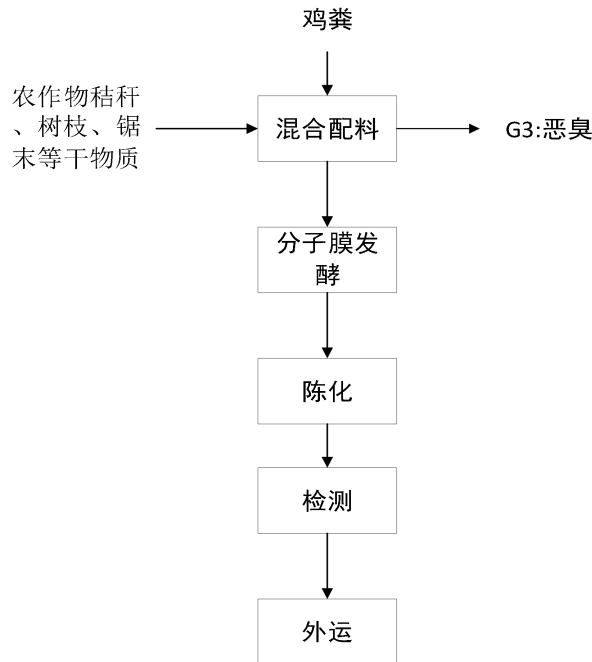 鸡粪
农作物秸秆
、树枝、锯
末等干物质
混合配料
G3:恶臭
分子膜发
酵
陈化
检测
外运